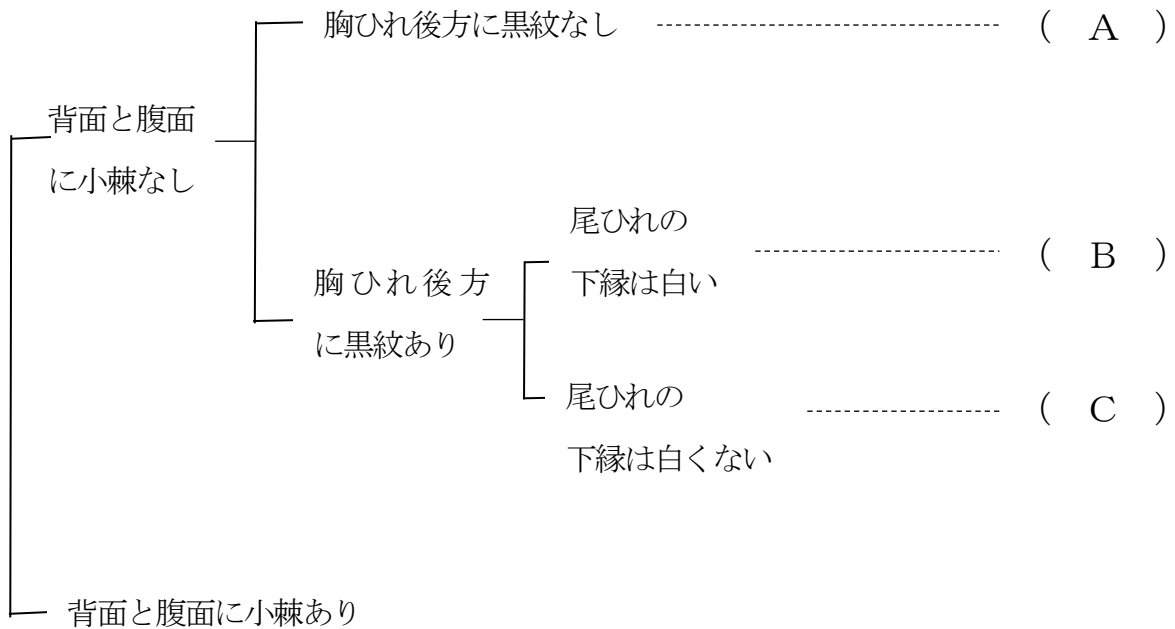 胸ひれ後方に黒紋なし
( A )
背面と腹面
に小棘なし
尾ひれの
下縁は白い
( B )
胸ひれ後方
に黒紋あり
尾ひれの
下縁は白くない
( C )
背面と腹面に小棘あり